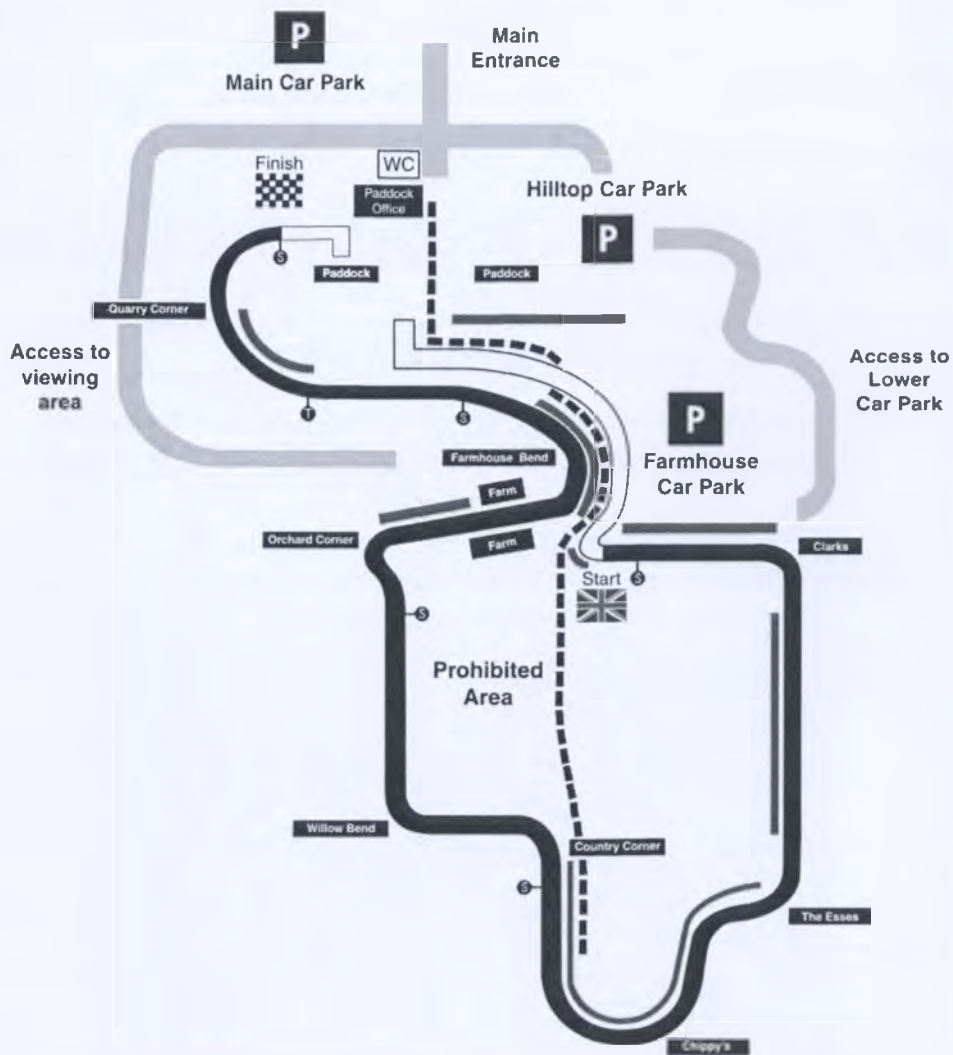 P
Main Car Park
Main
Entrance
Finish
WC
Paddock
Office
Hilltop Car Park
P
S
Paddock
Paddock
Quarry Corner
Access to
viewing
area
Access to
Lower
Car Park
T
S
P
Farmhouse
Car Park
Farmhouse Bend
Farm
Farm
Orchard Corner
Clarks
Start
S
S
Prohibited
Area
Willow Bend
Country Corner
S
The Esses
Chippy's